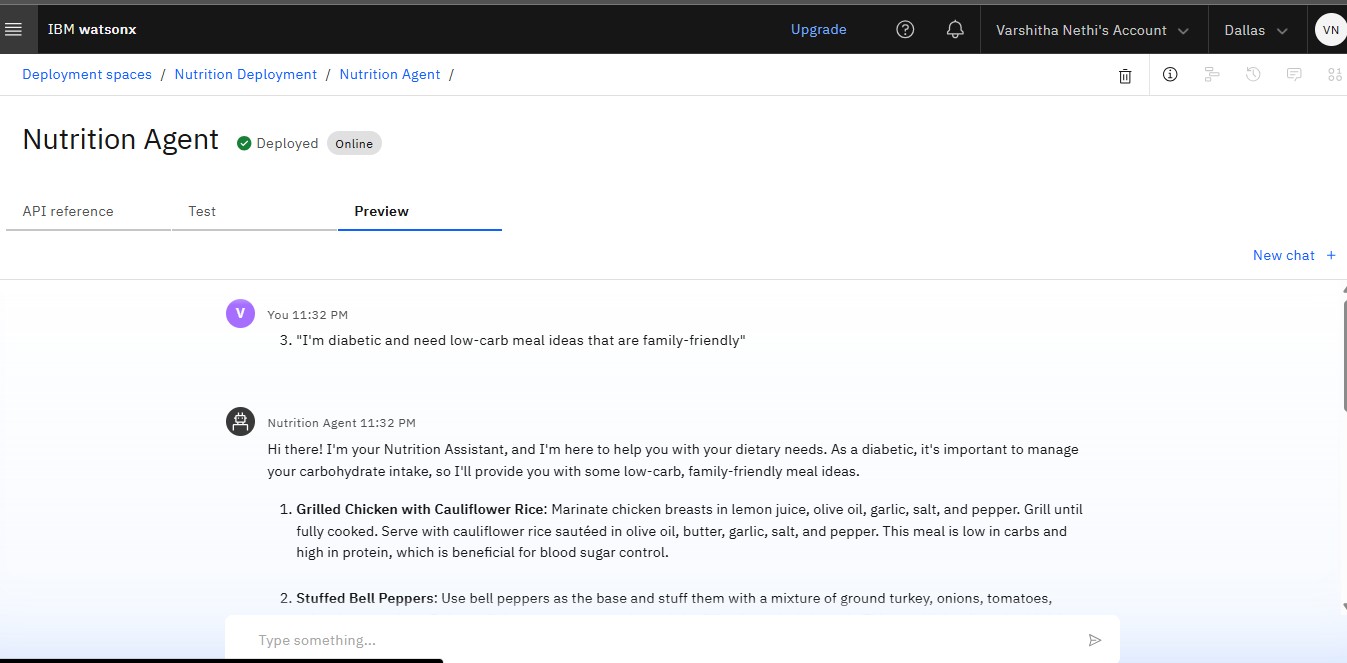 IBM watsonx
Upgrade
Varshitha Nethi's Account
Dallas
VN
Deployment spaces / Nutrition Deployment / Nutrition Agent /
Nutrition Agent
Deployed
Online
API reference
Test
Preview
New chat +
V
You 11:32 PM
3. "I'm diabetic and need low-carb meal ideas that are family-friendly"
Nutrition Agent 11:32 PM
Hi there! I'm your Nutrition Assistant, and I'm here to help you with your dietary needs. As a diabetic, it's important to manage
your carbohydrate intake, so I'll provide you with some low-carb, family-friendly meal ideas.
1. Grilled Chicken with Cauliflower Rice: Marinate chicken breasts in lemon juice, olive oil, garlic, salt, and pepper. Grill until
fully cooked. Serve with cauliflower rice sautéed in olive oil, butter, garlic, salt, and pepper. This meal is low in carbs and
high in protein, which is beneficial for blood sugar control.
2. Stuffed Bell Peppers: Use bell peppers as the base and stuff them with a mixture of ground turkey, onions, tomatoes,
Type something...